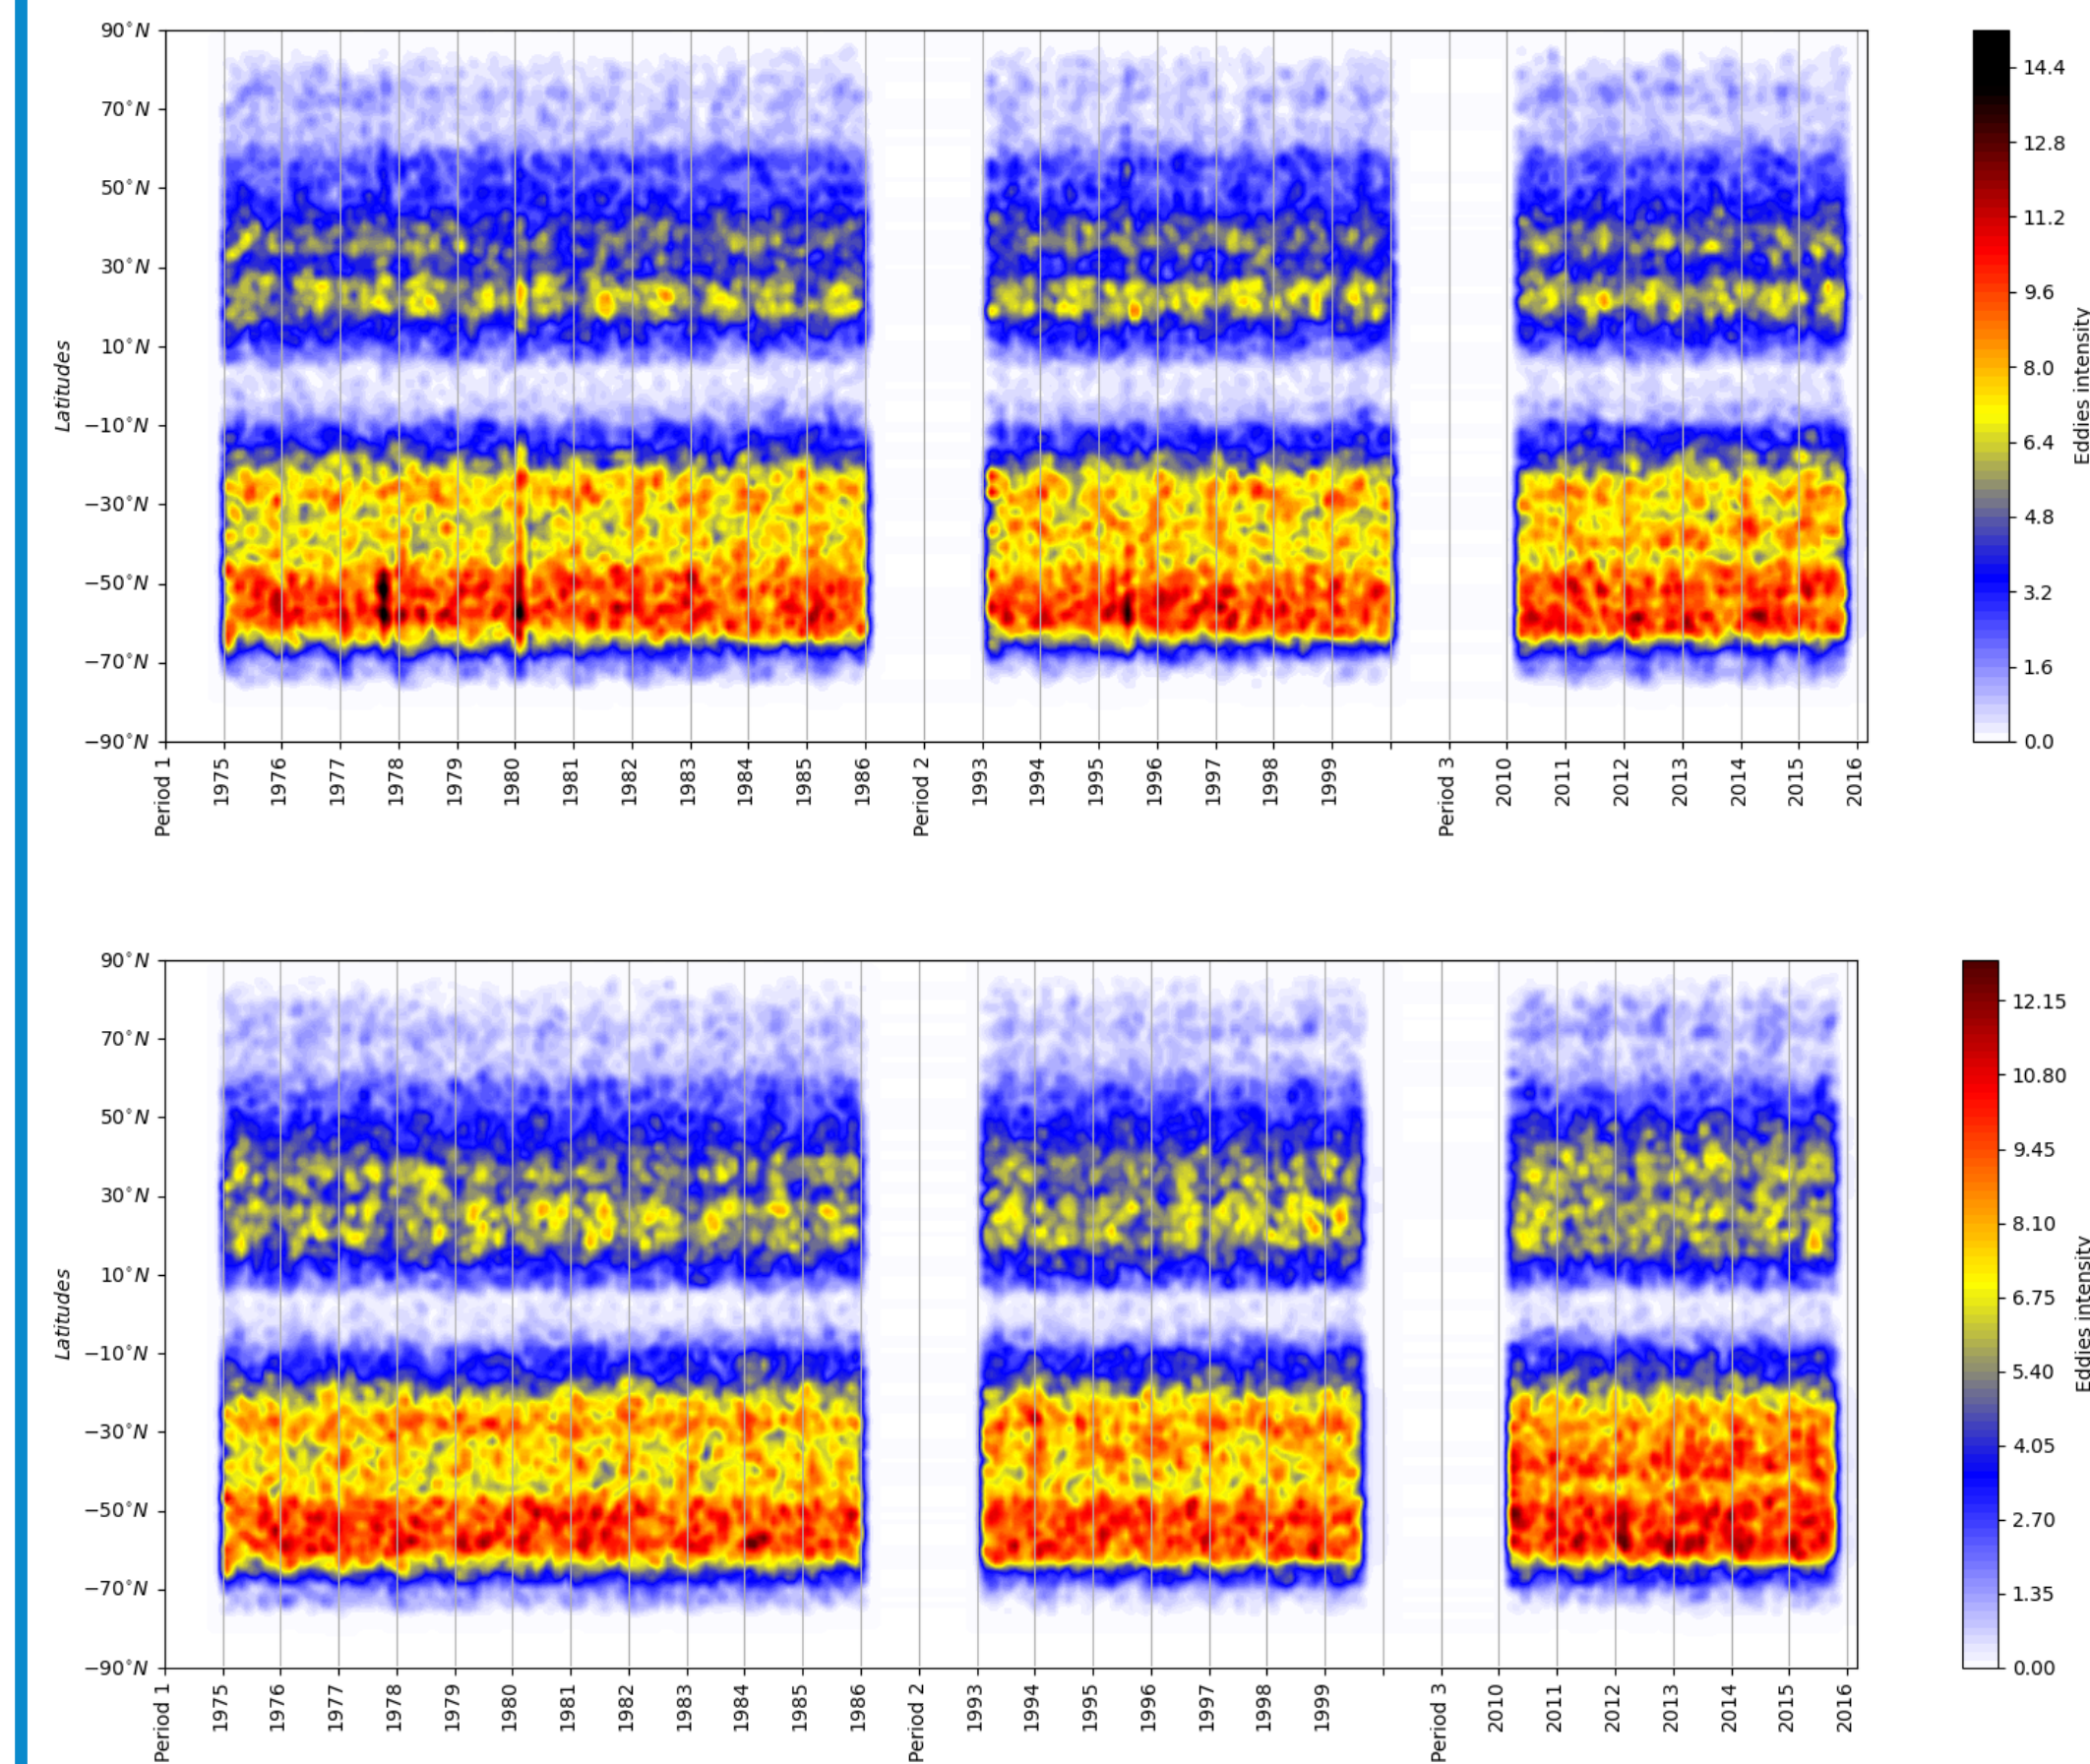 90°N
70°N
50°N
30°N
10°N
−10°N
−30°N
−50°N
−70°N
−90°N
Latitudes
Period 1
1975
1976
1977
1978
1979
1980
1981
1982
1983
1984
1985
1986
Period 2
1993
1994
1995
1996
1997
1998
1999
Period 3
2010
2011
2012
2013
2014
2015
2016
14.4
12.8
11.2
9.6
8.0
6.4
4.8
3.2
1.6
0.0
Eddies intensity
90°N
70°N
50°N
30°N
10°N
−10°N
−30°N
−50°N
−70°N
−90°N
Latitudes
Period 1
1975
1976
1977
1978
1979
1980
1981
1982
1983
1984
1985
1986
Period 2
1993
1994
1995
1996
1997
1998
1999
Period 3
2010
2011
2012
2013
2014
2015
2016
12.15
10.80
9.45
8.10
6.75
5.40
4.05
2.70
1.35
0.00
Eddies intensity